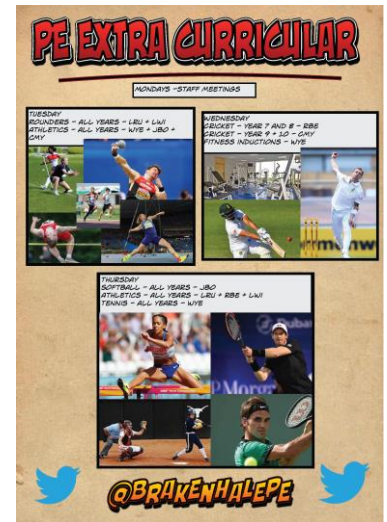 PE EXTRA CURRICULAR
MONDAYS -STAFF MEETINGS
TUESDAY
ROUNDERS - ALL YEARS - LRU + LWI
ATHLETICS - ALL YEARS - WYE + JBO +
CMY
WEDNESDAY
CRICKET - YEAR 7 AND 8 - RBE
CRICKET - YEAR 9 + 10 - CMY
FITNESS INDUCTIONS - WYE
THURSDAY
SOFTBALL - ALL YEARS - JBO
ATHLETICS - ALL YEARS - LRU + RBE + LWI
TENNIS - ALL YEARS - WYE
@BRAKENHALEPE